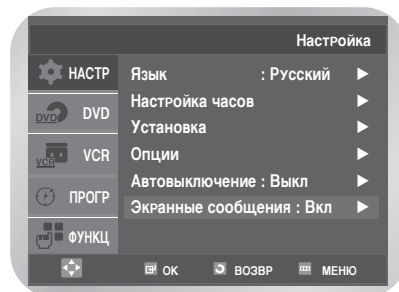 Настройка
НАСТР
Язык : Русский ►
DVD DVD
Настройка часов ►
Установка ►
VCR VCR
Опции ►
Автовыключение : Выкл ►
ПРОГР
Экранные сообщения : Вкл ►
ФУНКЦ
ОК ВОЗВР МЕНЮ